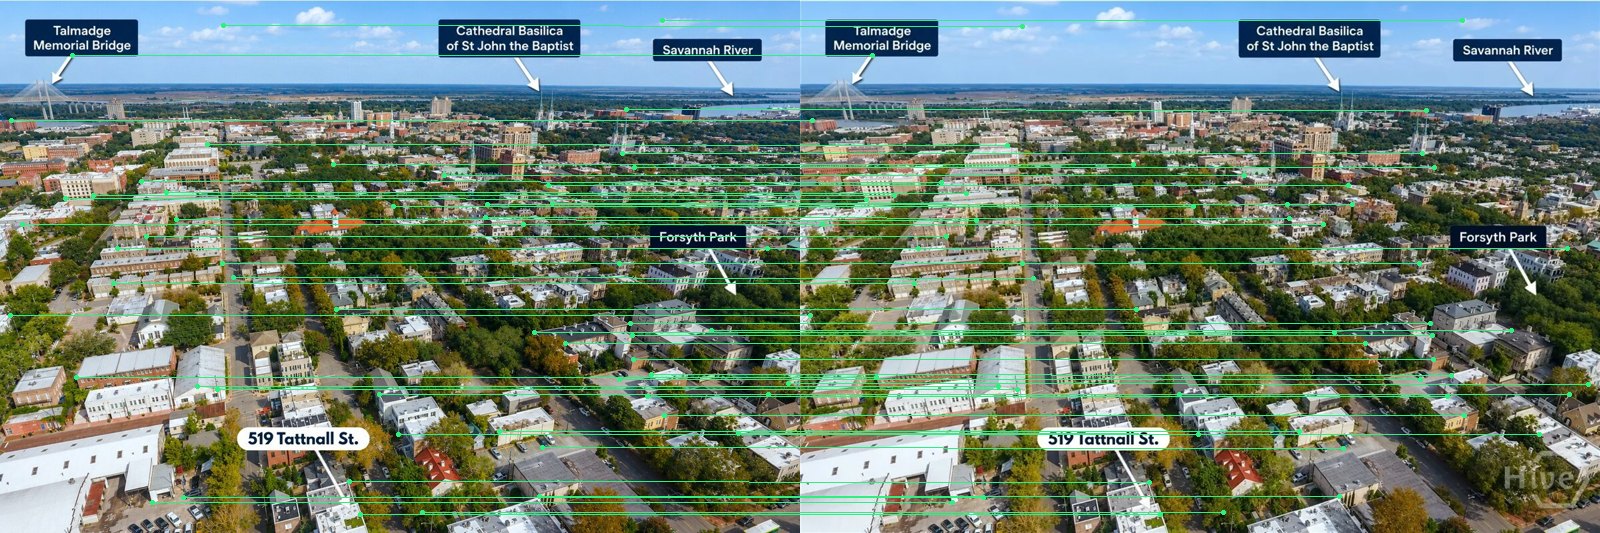 Talmadge
Memorial Bridge
Cathedral Basilica
of St John the Baptist
Savannah River
Forsyth Park
519 Tattnall St.
Talmadge
Memorial Bridge
Cathedral Basilica
of St John the Baptist
Savannah River
Forsyth Park
519 Tattnall St.
Hive